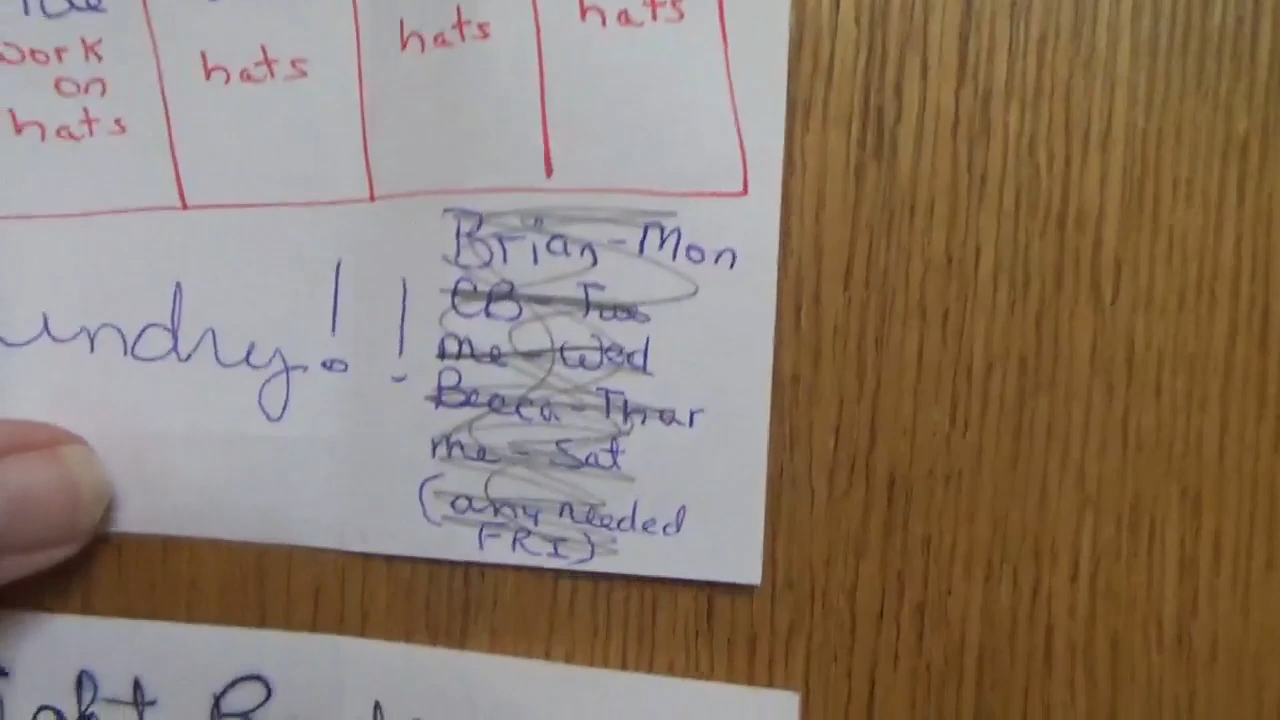 work
on
hats
hats
hats
hats
undry!!
Brian - Mon
CB - Tues
me - Wed
Becca - Thur
me - Sat
(any needed
FRI)